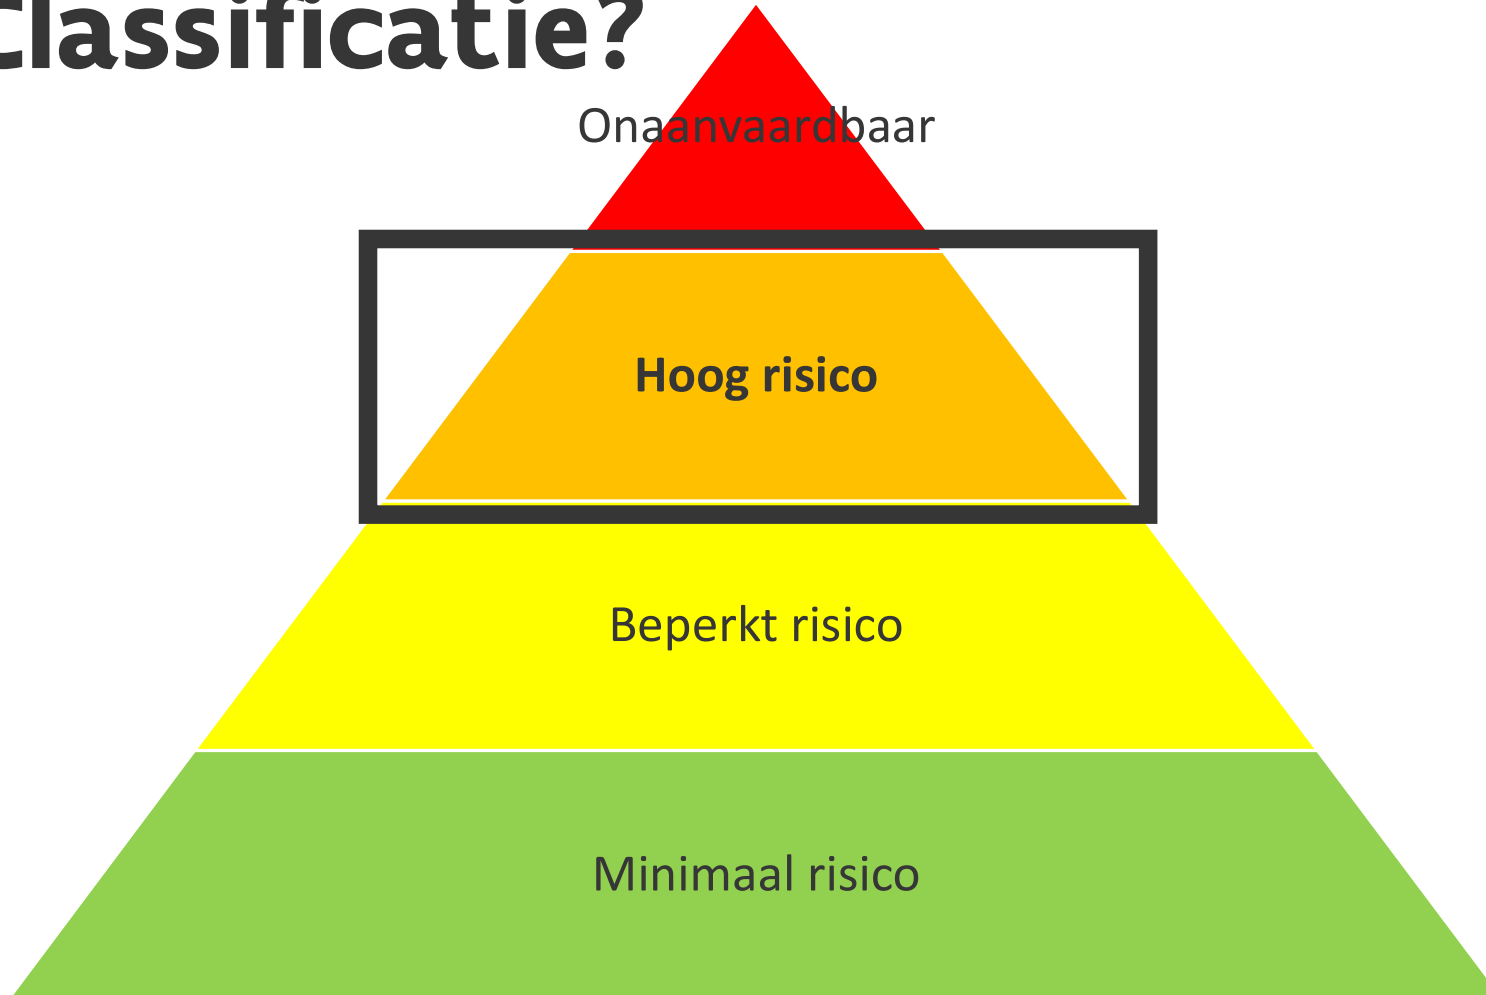 Classificatie?
Onaanvaardbaar
Hoog risico
Beperkt risico
Minimaal risico